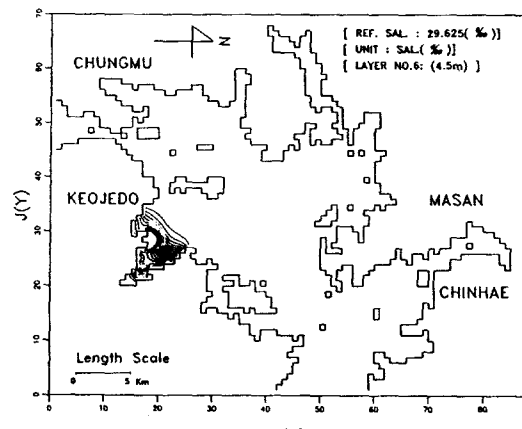 [ REF. SAL. : 29.625( ‰ )]
[ UNIT : SAL.( ‰ )]
[ LAYER NO.6: (4.5m) ]
N
CHUNGMU
KEOJEDO
MASAN
CHINHAE
J(Y)
70
60
50
40
30
20
10
0
Length Scale
0 5 Km
0 10 20 30 40 50 60 70 80